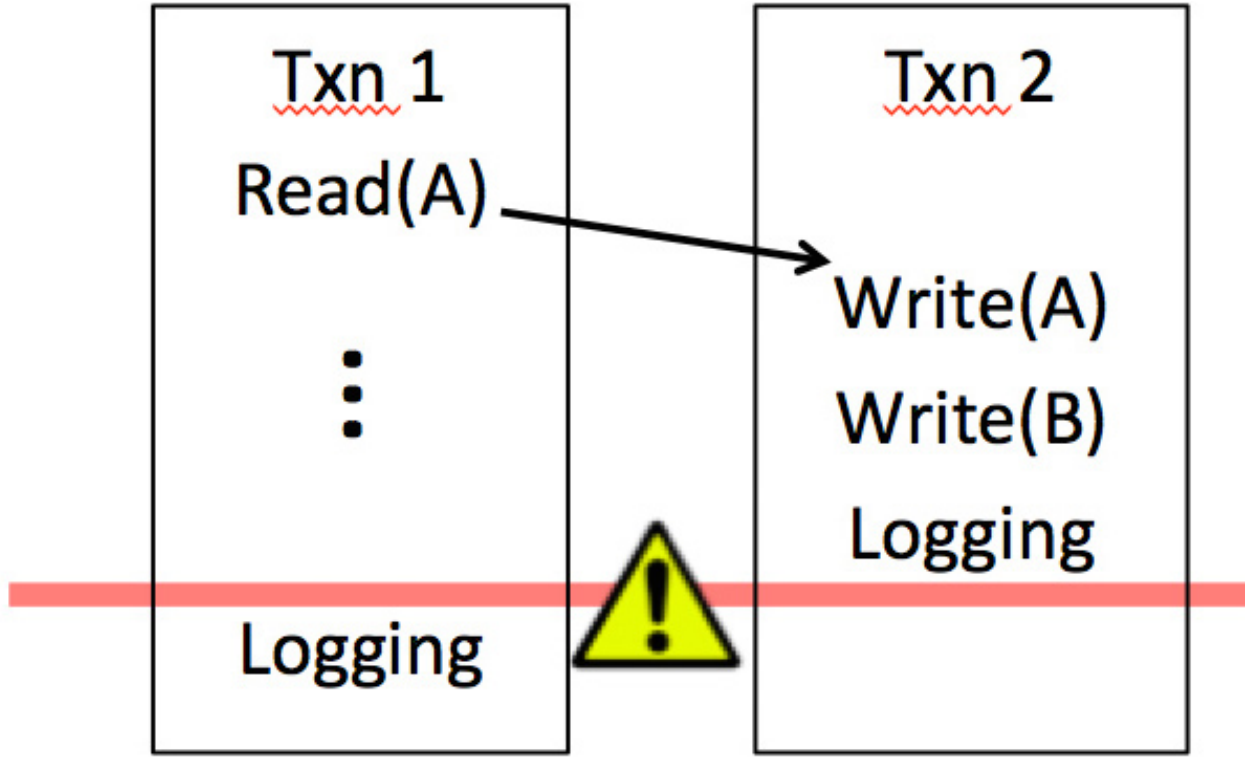 Txn 1
Read(A)
Logging
Txn 2
Write(A)
Write(B)
Logging